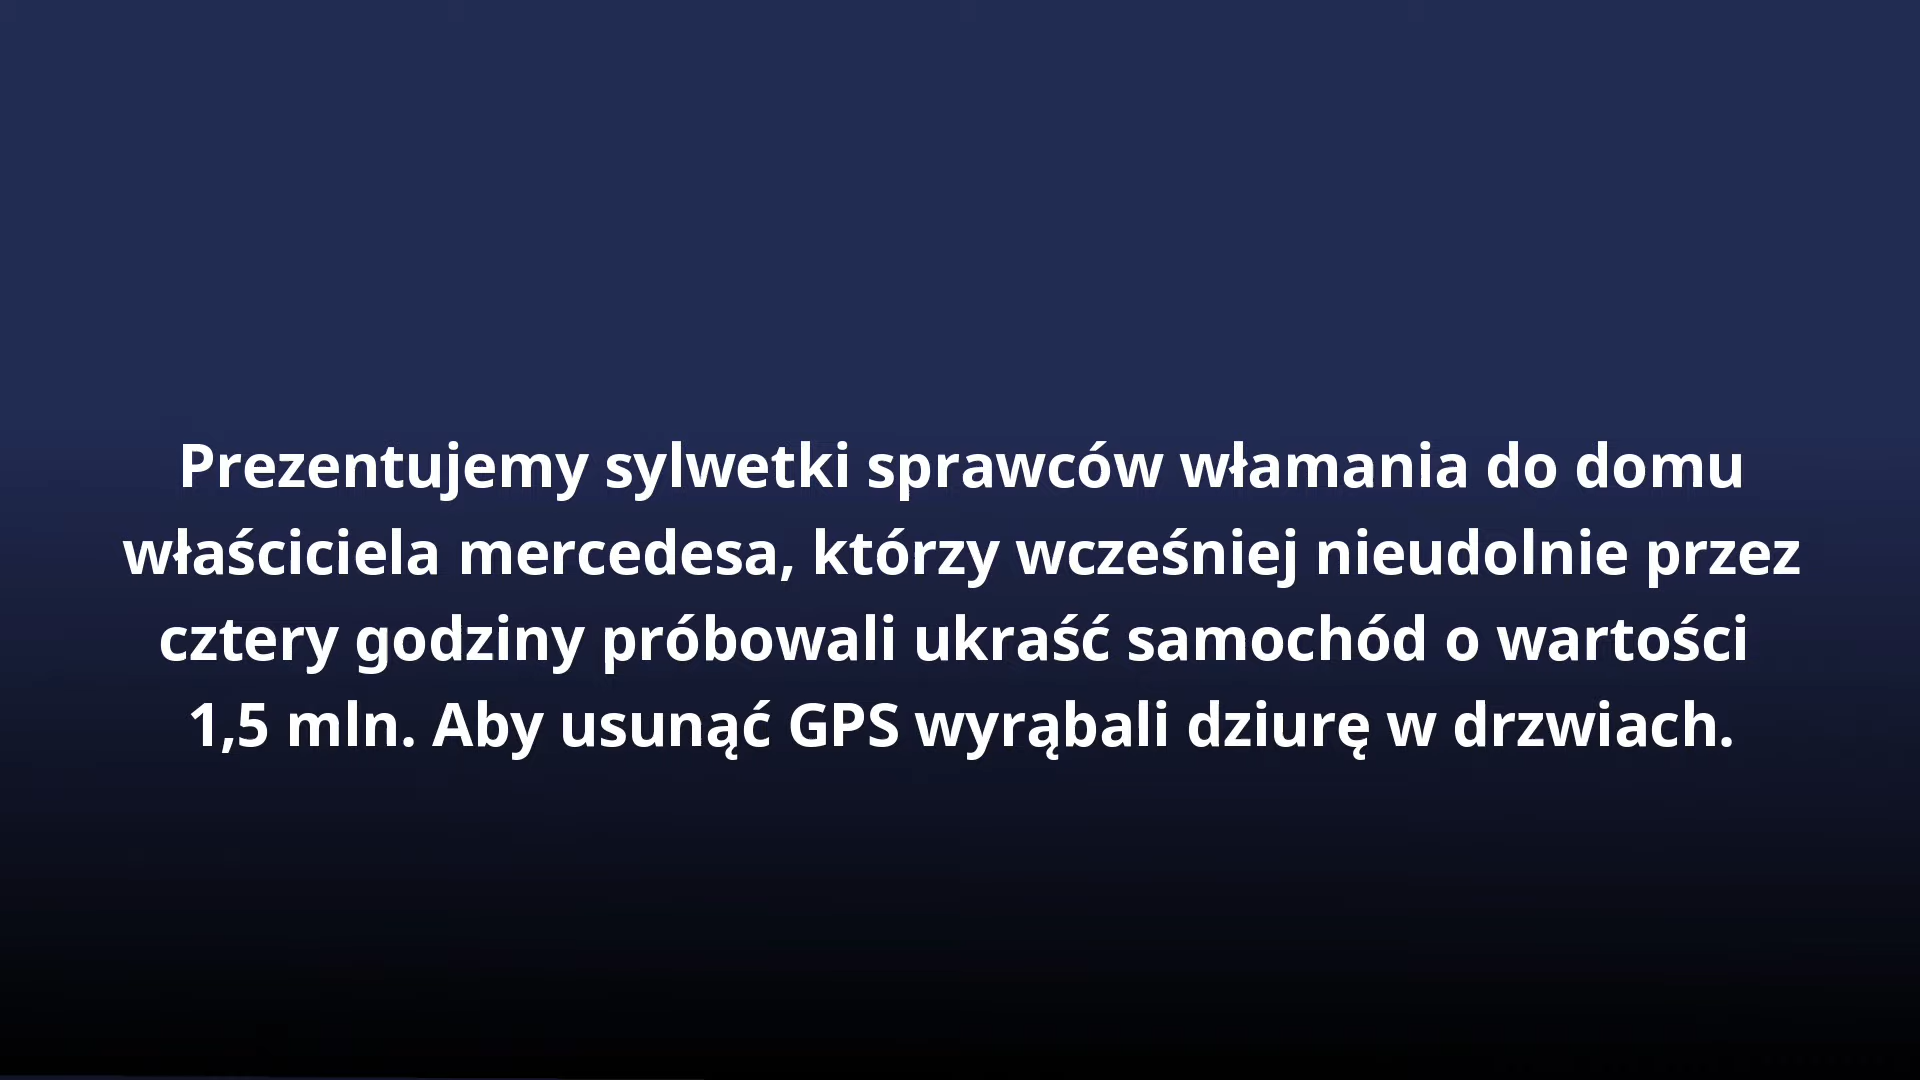 Prezentujemy sylwetki sprawców włamania do domu
właściciela mercedesa, którzy wcześniej nieudolnie przez
cztery godziny próbowali ukraść samochód o wartości
1,5 mln. Aby usunąć GPS wyrąbali dziurę w drzwiach.